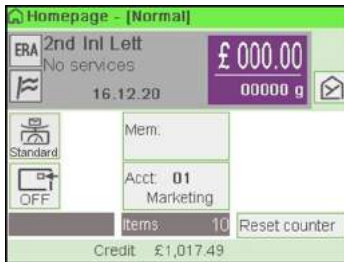 Homepage - [Normal]
ERA 2nd Inl Lett
No services
£ 000.00
16.12.20
00000 g
Standard
Mem:
OFF
Acct: 01
Marketing
Items 10
Reset counter
Credit £1,017.49